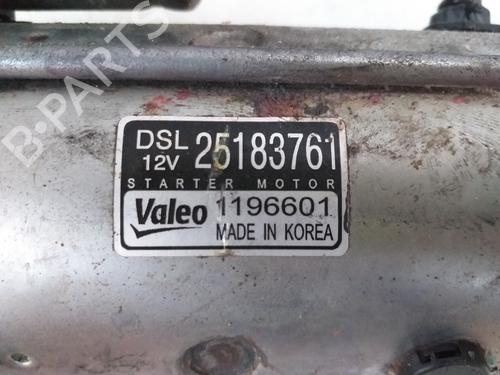 B-PARTS
DSL 12V 25183761
STARTER MOTOR
Valeo 1196601
MADE IN KOREA